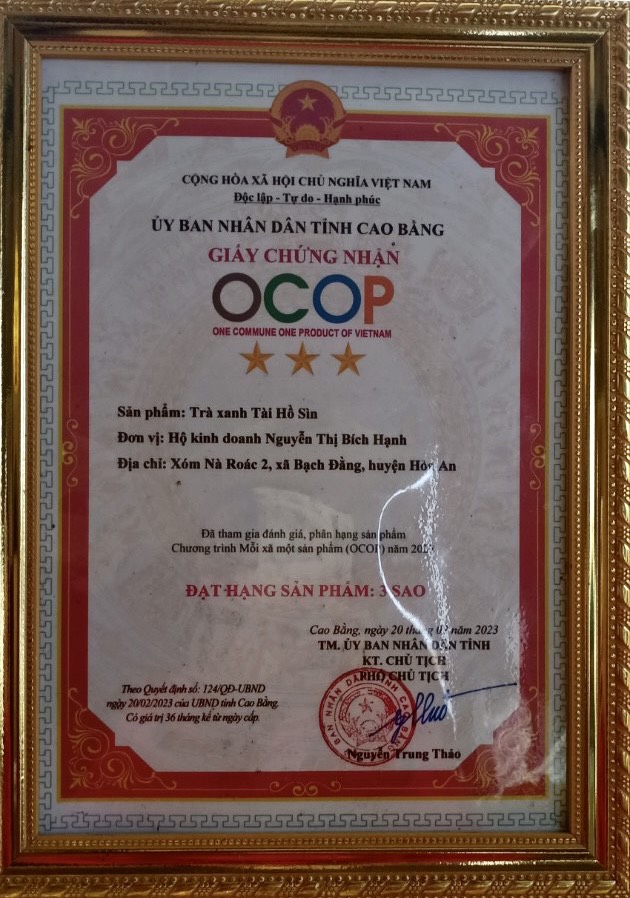 CỘNG HÒA XÃ HỘI CHỦ NGHĨA VIỆT NAM
Độc lập - Tự do - Hạnh phúc
ỦY BAN NHÂN DÂN TỈNH CAO BẰNG
GIẤY CHỨNG NHẬN
OCOP
ONE COMMUNE ONE PRODUCT OF VIETNAM
Sản phẩm: Trà xanh Tài Hồ Sìn
Đơn vị: Hộ kinh doanh Nguyễn Thị Bích Hạnh
Địa chỉ: Xóm Nà Roác 2, xã Bạch Đằng, huyện Hòa An
Đã tham gia đánh giá, phân hạng sản phẩm
Chương trình Mỗi xã một sản phẩm (OCOP) năm
ĐẠT HẠNG SẢN PHẨM: 3 SAO
Cao Bằng, ngày 20 tháng năm 2023
TM. ỦY BAN NHÂN DÂN TỈNH
KT. CHỦ TỊCH
PHÓ CHỦ TỊCH
Theo Quyết định số: 124/QĐ-UBND
ngày 20/02/2023 của UBND tỉnh Cao Bằng.
Có giá trị 36 tháng kể từ ngày cấp.
Nguyễn Trung Thảo